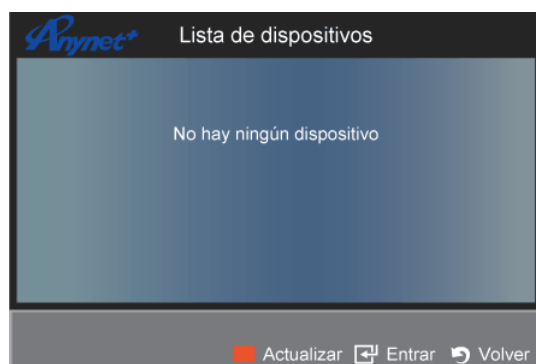 Anynet+
Lista de dispositivos
No hay ningún dispositivo
Actualizar Entrar Volver